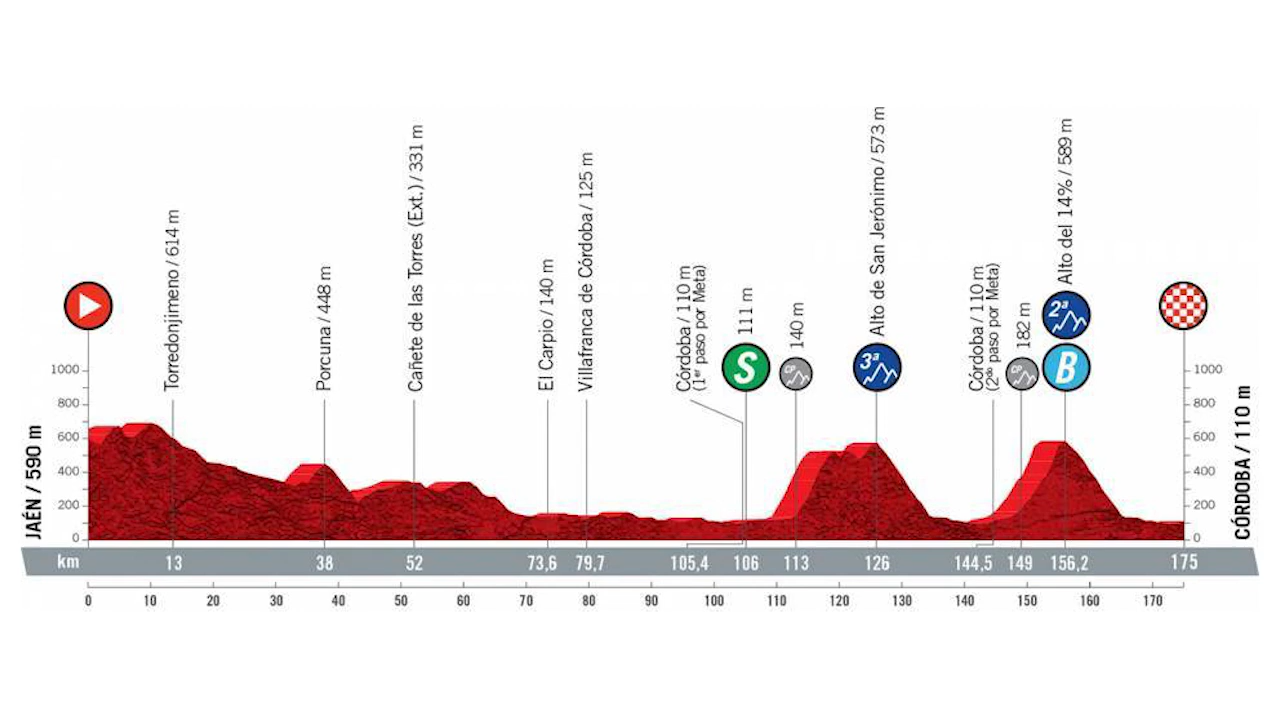 Torredonjimeno / 614 m
Porcuna / 448 m
Cañete de las Torres (Ext.) / 331 m
El Carpio / 140 m
Villafranca de Córdoba / 125 m
Córdoba / 110 m
(1er paso por Meta)
S
111 m
CP
140 m
3ª
Alto de San Jerónimo / 573 m
Córdoba / 110 m
(2do paso por Meta)
CP
182 m
2ª
B
Alto del 14% / 589 m
JAÉN / 590 m
1000
800
600
400
200
0
1000
800
600
400
200
0
CÓRDOBA / 110 m
km 13 38 52 73,6 79,7 105,4 106 113 126 144,5 149 156,2 175
0 10 20 30 40 50 60 70 80 90 100 110 120 130 140 150 160 170